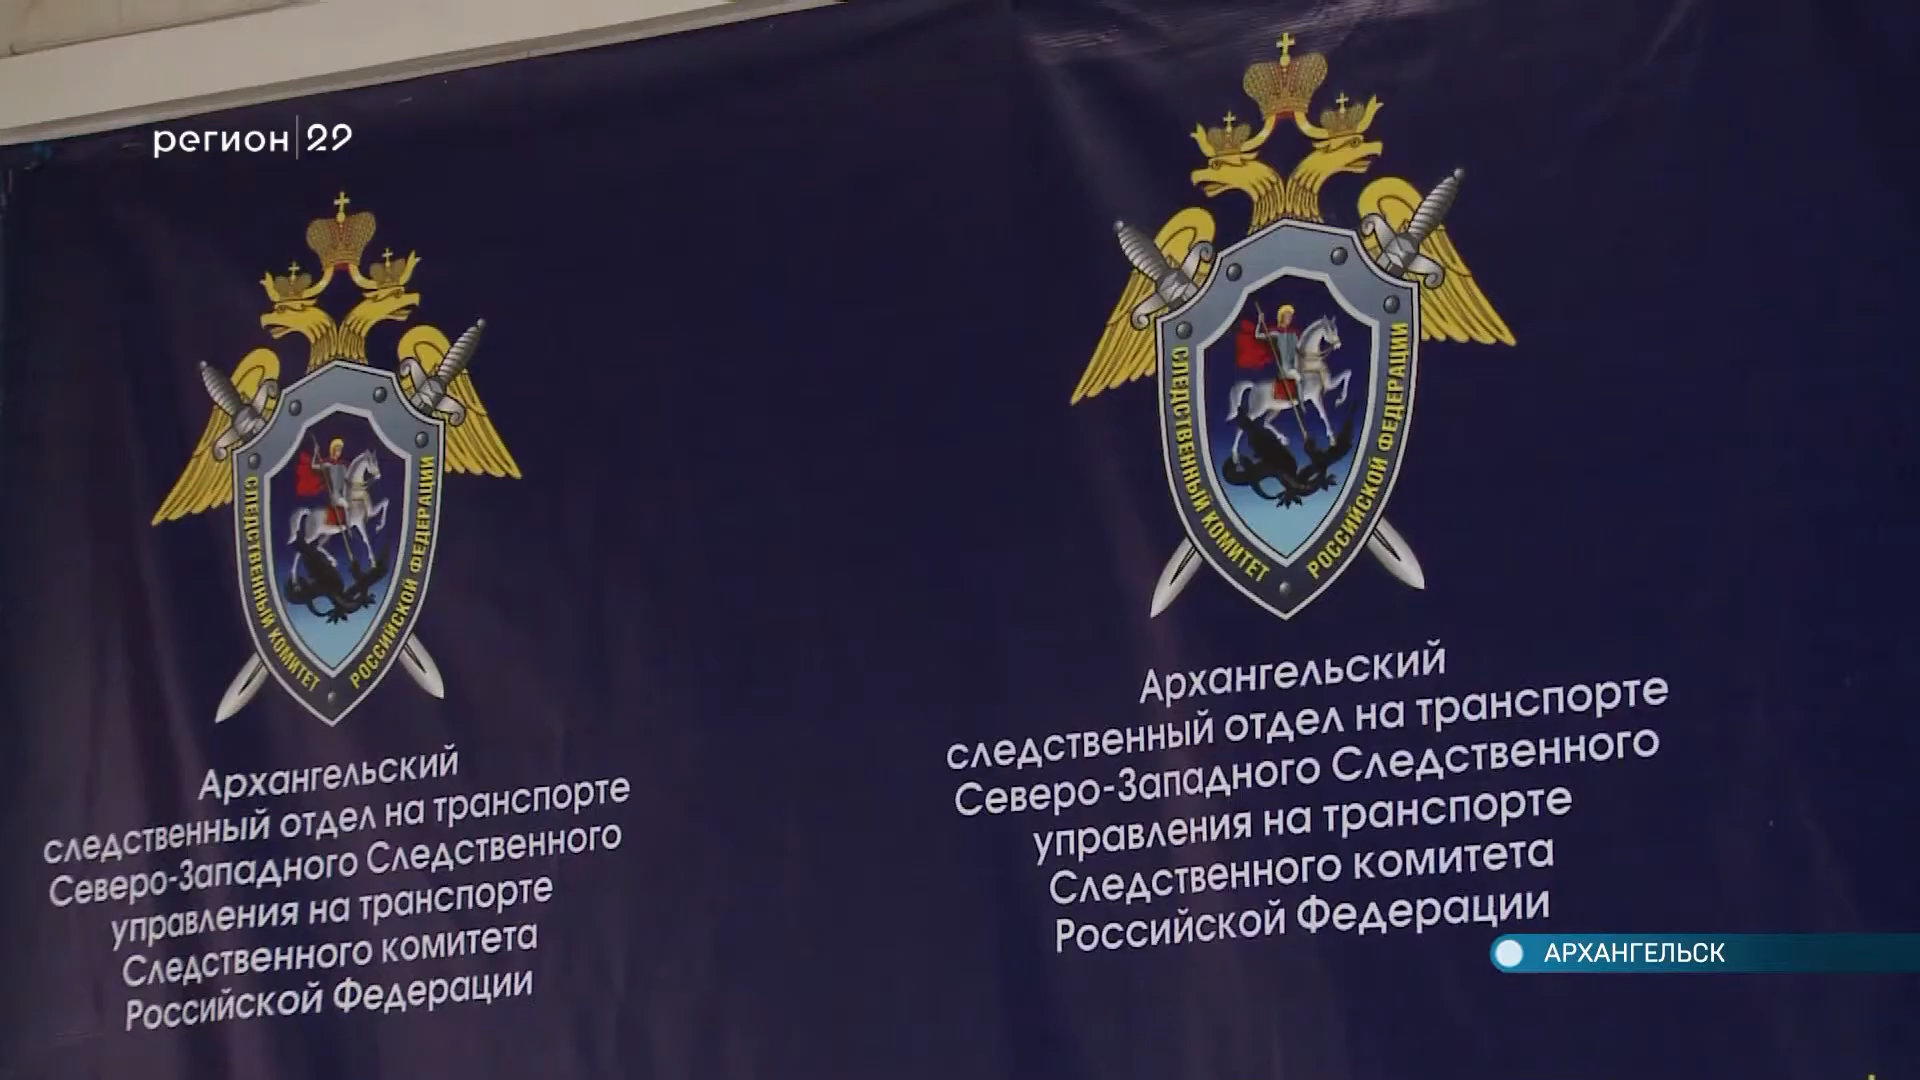 регион 29
СЛЕДСТВЕННЫЙ КОМИТЕТ
РОССИЙСКОЙ ФЕДЕРАЦИИ
Архангельский
следственный отдел на транспорте
Северо-Западного Следственного
управления на транспорте
Следственного комитета
Российской Федерации
СЛЕДСТВЕННЫЙ КОМИТЕТ
РОССИЙСКОЙ ФЕДЕРАЦИИ
Архангельский
следственный отдел на транспорте
Северо-Западного Следственного
управления на транспорте
Следственного комитета
Российской Федерации
АРХАНГЕЛЬСК